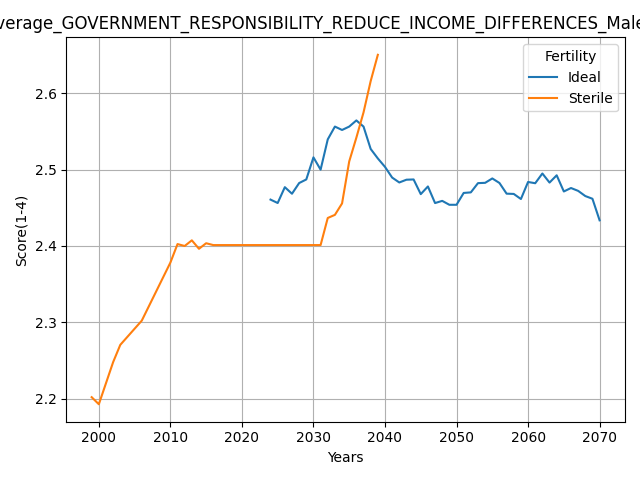 verage_GOVERNMENT_RESPONSIBILITY_REDUCE_INCOME_DIFFERENCES_Male
Fertility
Ideal
Sterile
Score(1-4)
2.6
2.5
2.4
2.3
2.2
2000 2010 2020 2030 2040 2050 2060 2070
Years